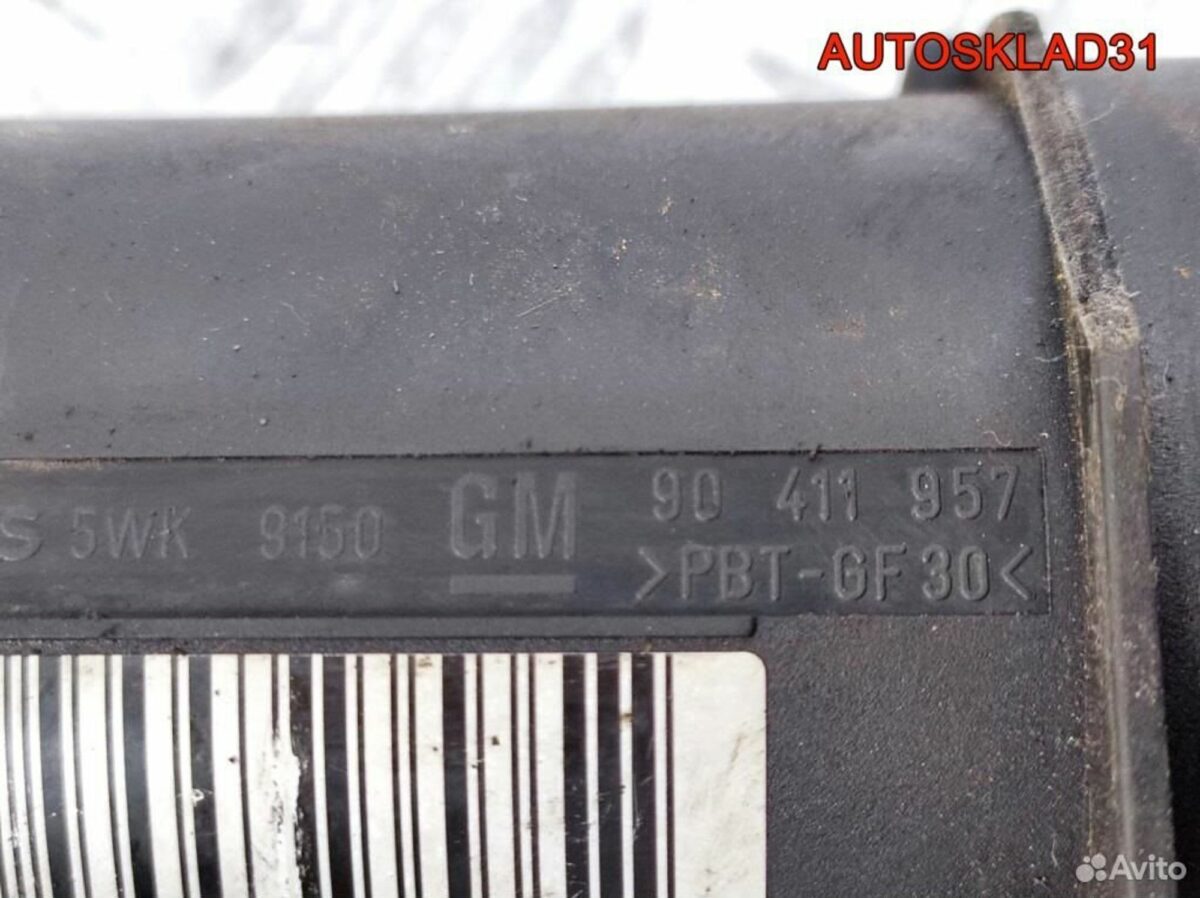 AUTOSKLAD31
S 5WK 9150 GM 90 411 957
>PBT-GF30<
Avito